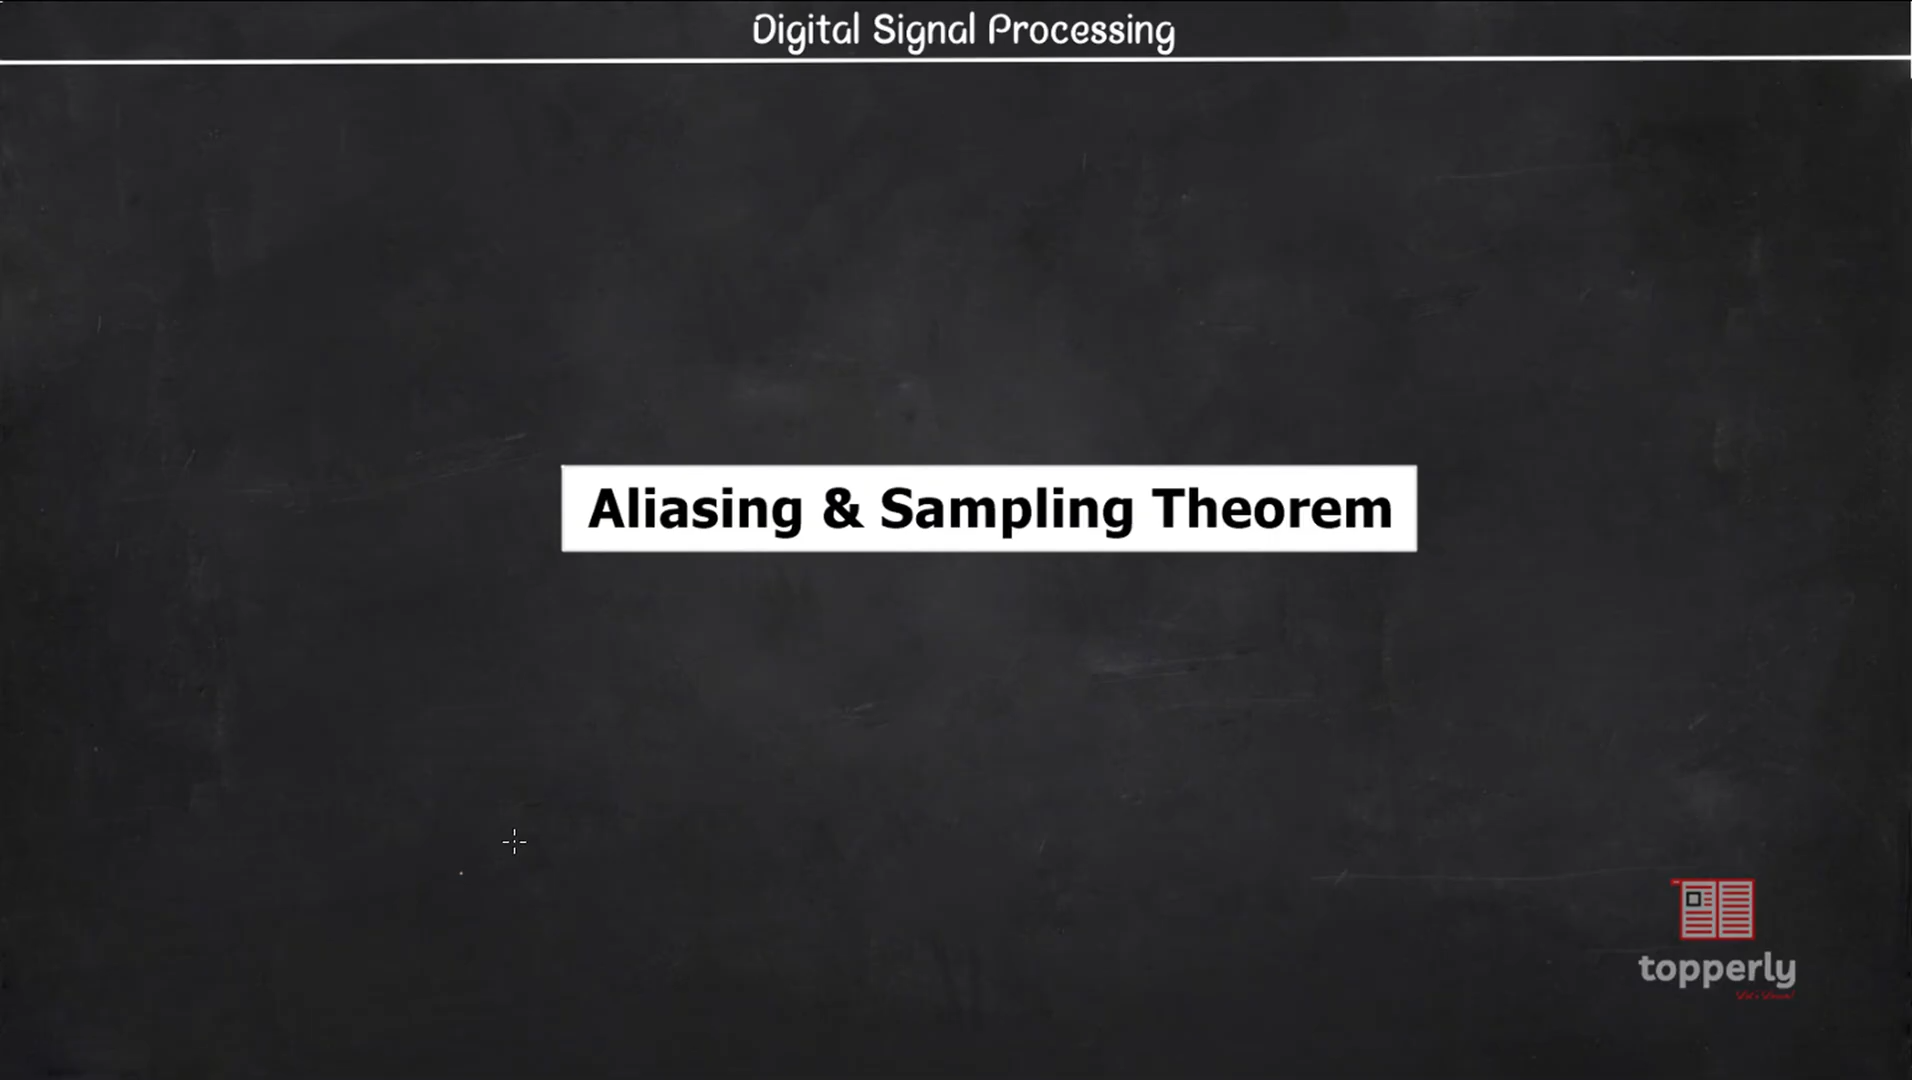 Digital Signal Processing
Aliasing & Sampling Theorem
topperly